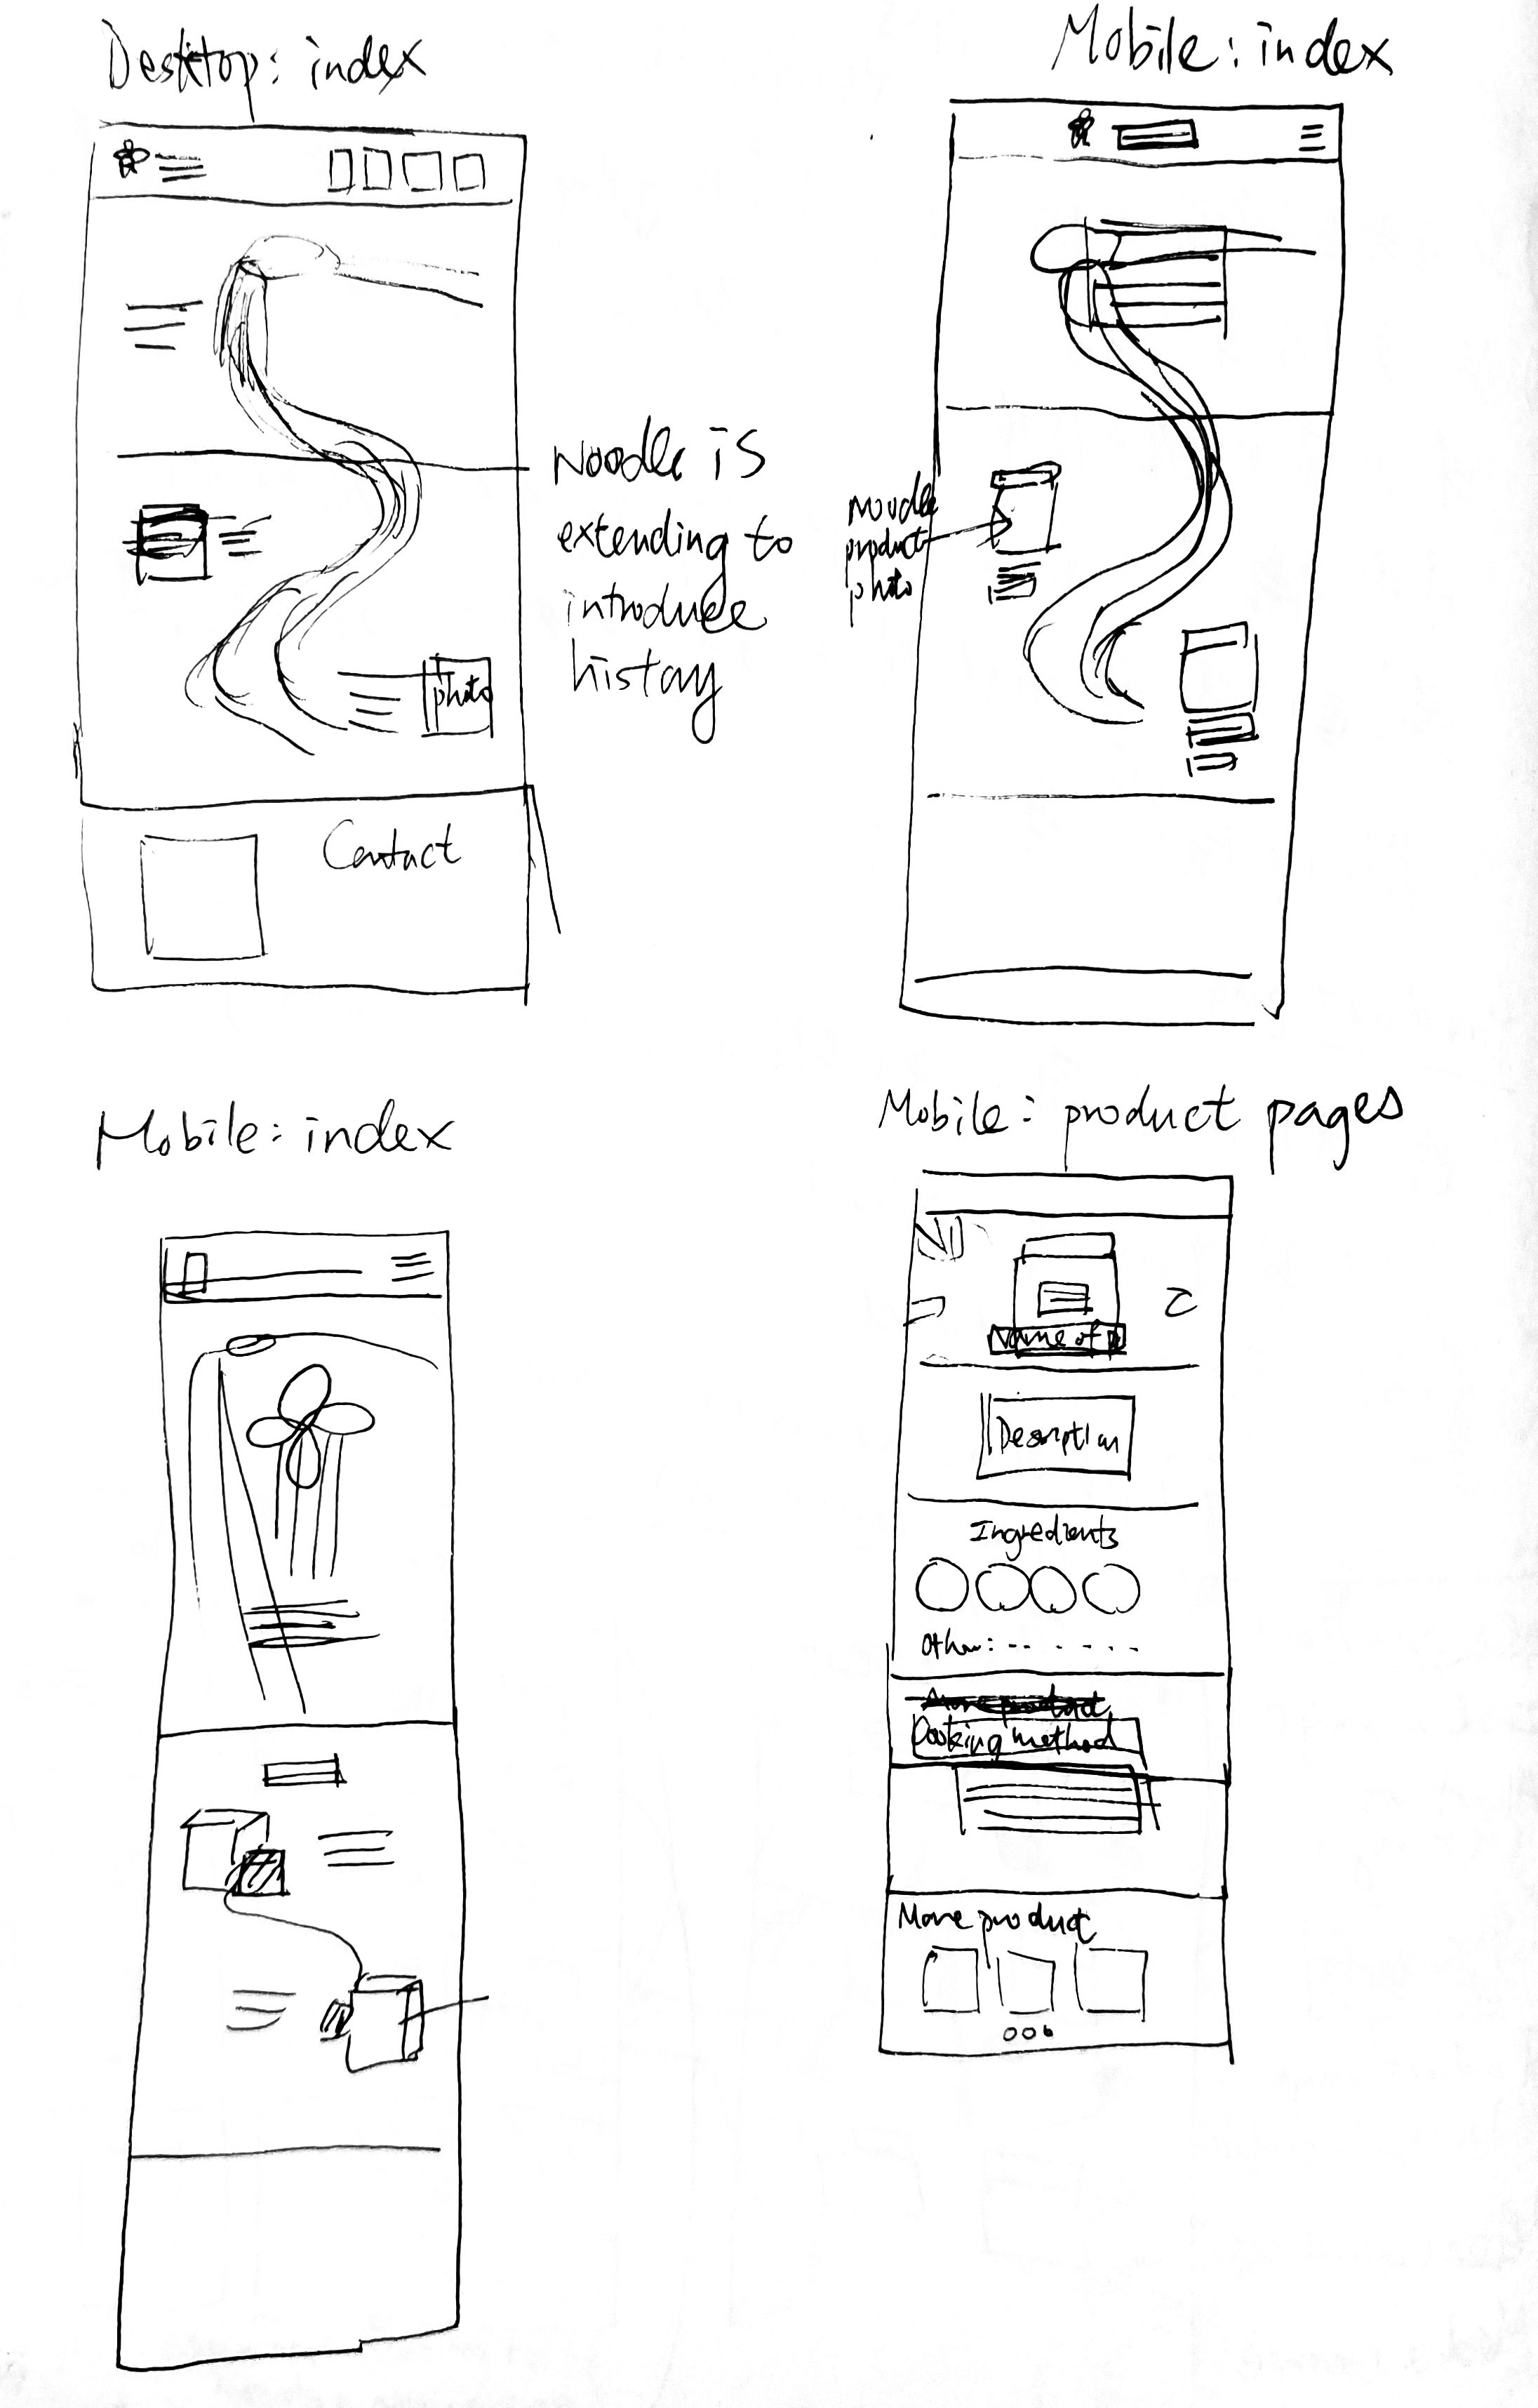 Desktop: index
Mobile: index
Noodle is
extending to
introduce
history
photo
Contact
Noodle
product
photo
Mobile: index
Mobile: product pages
Name of
Description
Ingredients
Other:
More product
Cooking method
More product